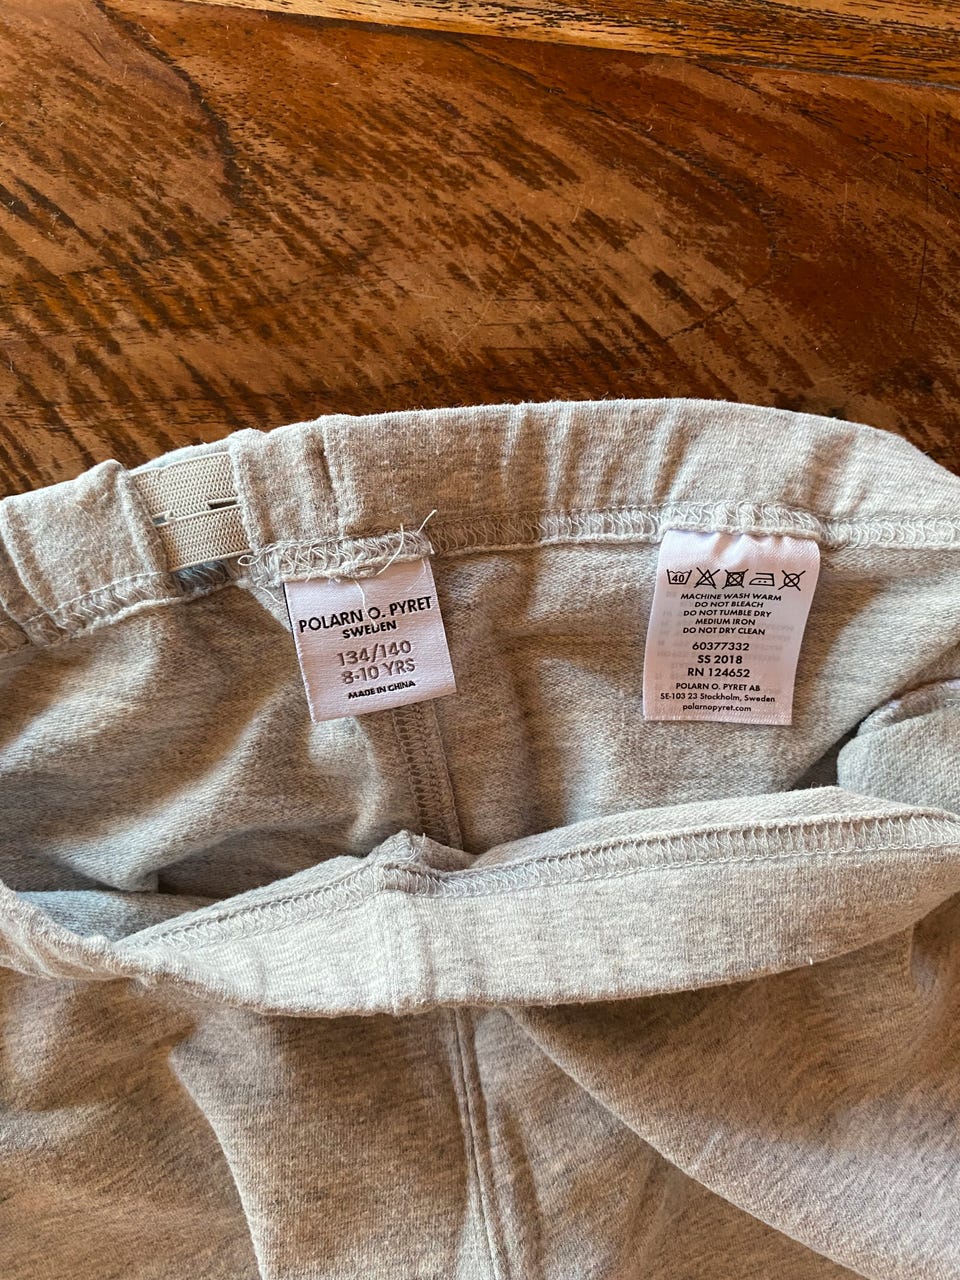 POLARN O. PYRET
SWEDEN
134/140
8-10 YRS
MADE IN CHINA
40
MACHINE WASH WARM
DO NOT BLEACH
DO NOT TUMBLE DRY
MEDIUM IRON
DO NOT DRY CLEAN
60377332
SS 2018
RN 124652
POLARN O. PYRET AB
SE-103 23 Stockholm, Sweden
polarnopyret.com